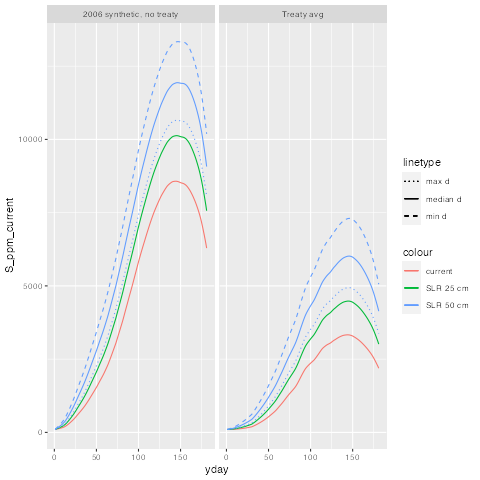 2006 synthetic, no treaty
Treaty avg
10000
5000
0
S_ppm_current
0
50
100
150
0
50
100
150
yday
linetype
max d
median d
min d
colour
current
SLR 25 cm
SLR 50 cm